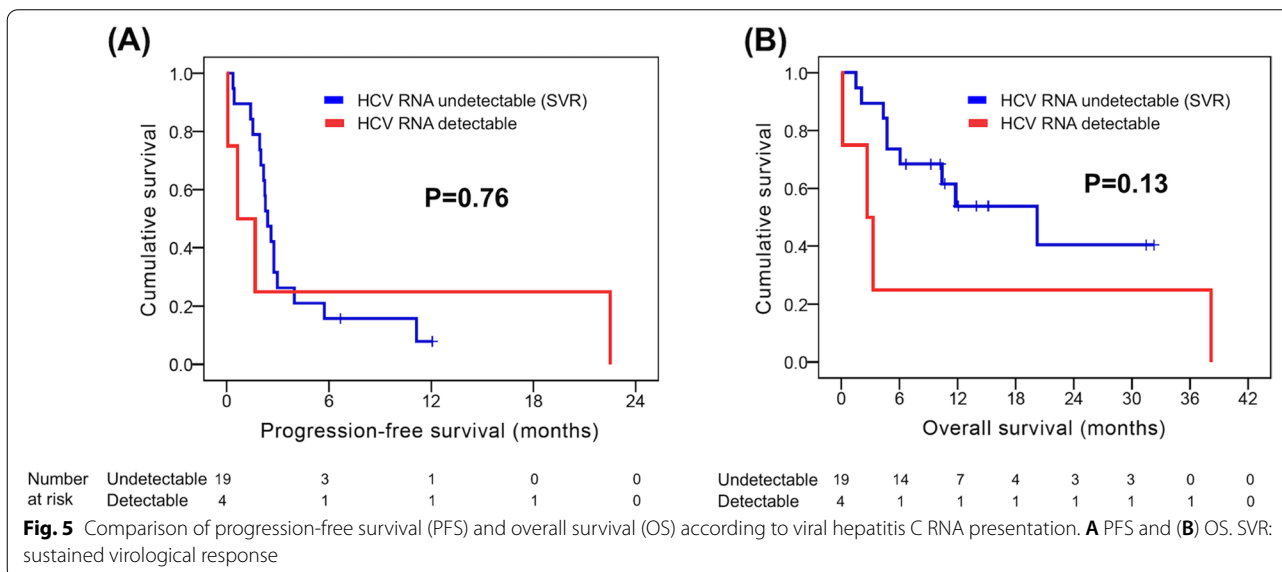 (A)
(B)
Cumulative survival
1.0
0.8
0.6
0.4
0.2
0.0
HCV RNA undetectable (SVR)
HCV RNA detectable
P=0.76
0 6 12 18 24
Progression-free survival (months)
Cumulative survival
1.0
0.8
0.6
0.4
0.2
0.0
HCV RNA undetectable (SVR)
HCV RNA detectable
P=0.13
0 6 12 18 24 30 36 42
Overall survival (months)
Number Undetectable 19 3 1 0 0
at risk Detectable 4 1 1 1 0
Undetectable 19 14 7 4 3 3 0 0
Detectable 4 1 1 1 1 1 1 0
Fig. 5 Comparison of progression-free survival (PFS) and overall survival (OS) according to viral hepatitis C RNA presentation. A PFS and (B) OS. SVR:
sustained virological response